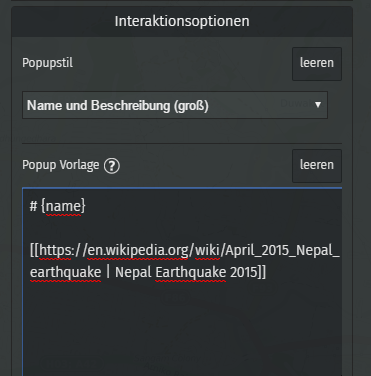 Interaktionsoptionen
Popupstil
leeren
Name und Beschreibung (groß)
Popup Vorlage ?
leeren
# {name}
[[https://en.wikipedia.org/wiki/April_2015_Nepal_
earthquake | Nepal Earthquake 2015]]